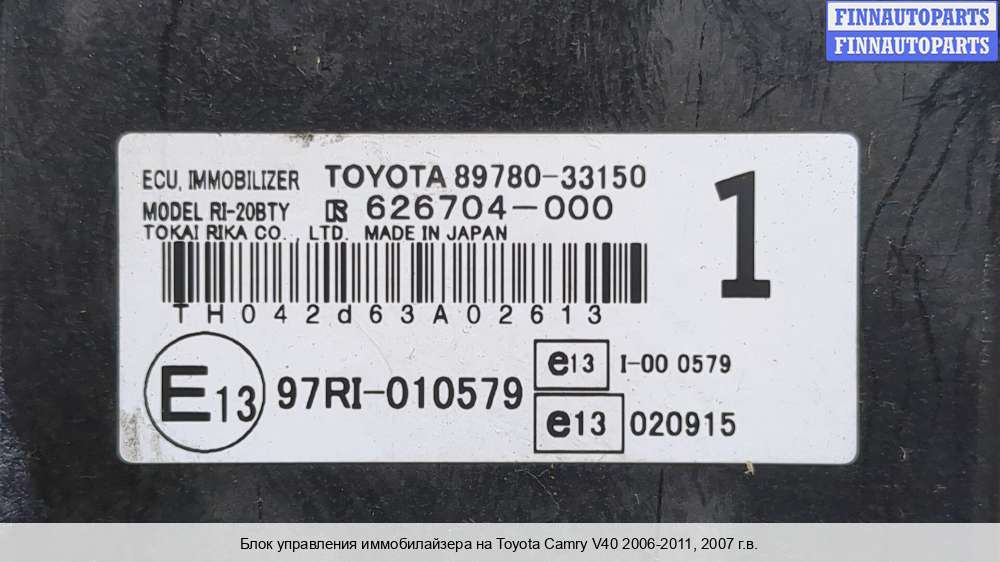 FINNAUTOPARTS
FINNAUTOPARTS
ECU, IMMOBILIZER TOYOTA 89780-33150
MODEL RI-20BTY 626704-000
TOKAI RIKA CO., LTD. MADE IN JAPAN
1
TH042d63A02613
E13 97RI-010579
e13 I-00 0579
e13 020915
Блок управления иммобилайзера на Toyota Camry V40 2006-2011, 2007 г.в.